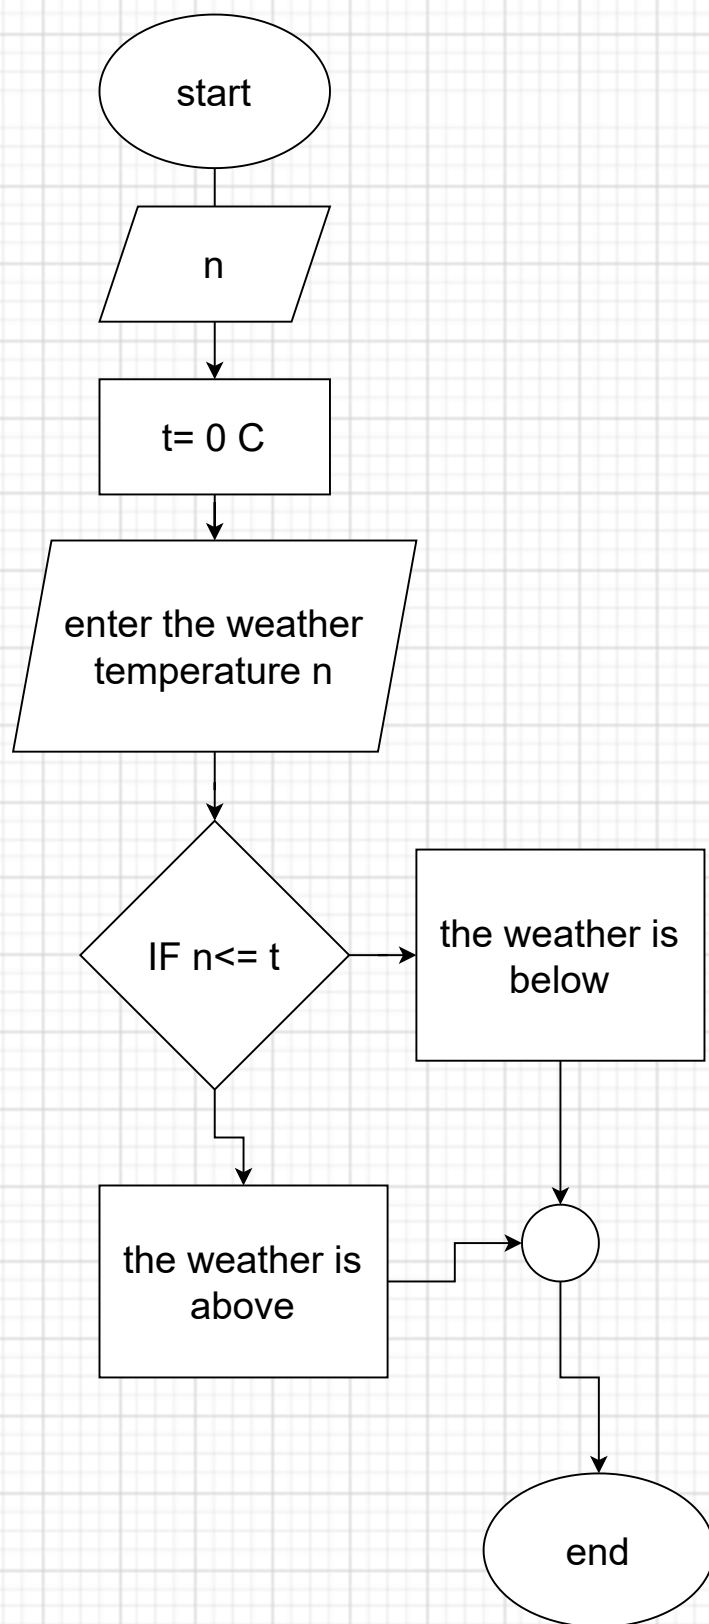 start
n
t= 0 C
enter the weather
temperature n
IF n<= t
the weather is
below
the weather is
above
end